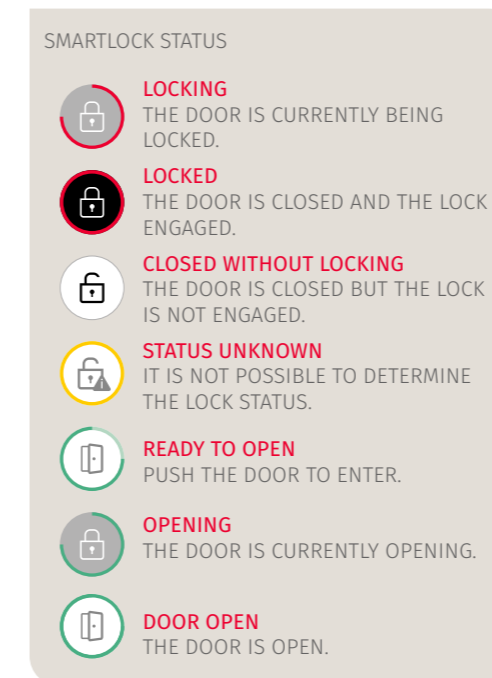 SMARTLOCK STATUS
LOCKING
THE DOOR IS CURRENTLY BEING
LOCKED.
LOCKED
THE DOOR IS CLOSED AND THE LOCK
ENGAGED.
CLOSED WITHOUT LOCKING
THE DOOR IS CLOSED BUT THE LOCK
IS NOT ENGAGED.
STATUS UNKNOWN
IT IS NOT POSSIBLE TO DETERMINE
THE LOCK STATUS.
READY TO OPEN
PUSH THE DOOR TO ENTER.
OPENING
THE DOOR IS CURRENTLY OPENING.
DOOR OPEN
THE DOOR IS OPEN.